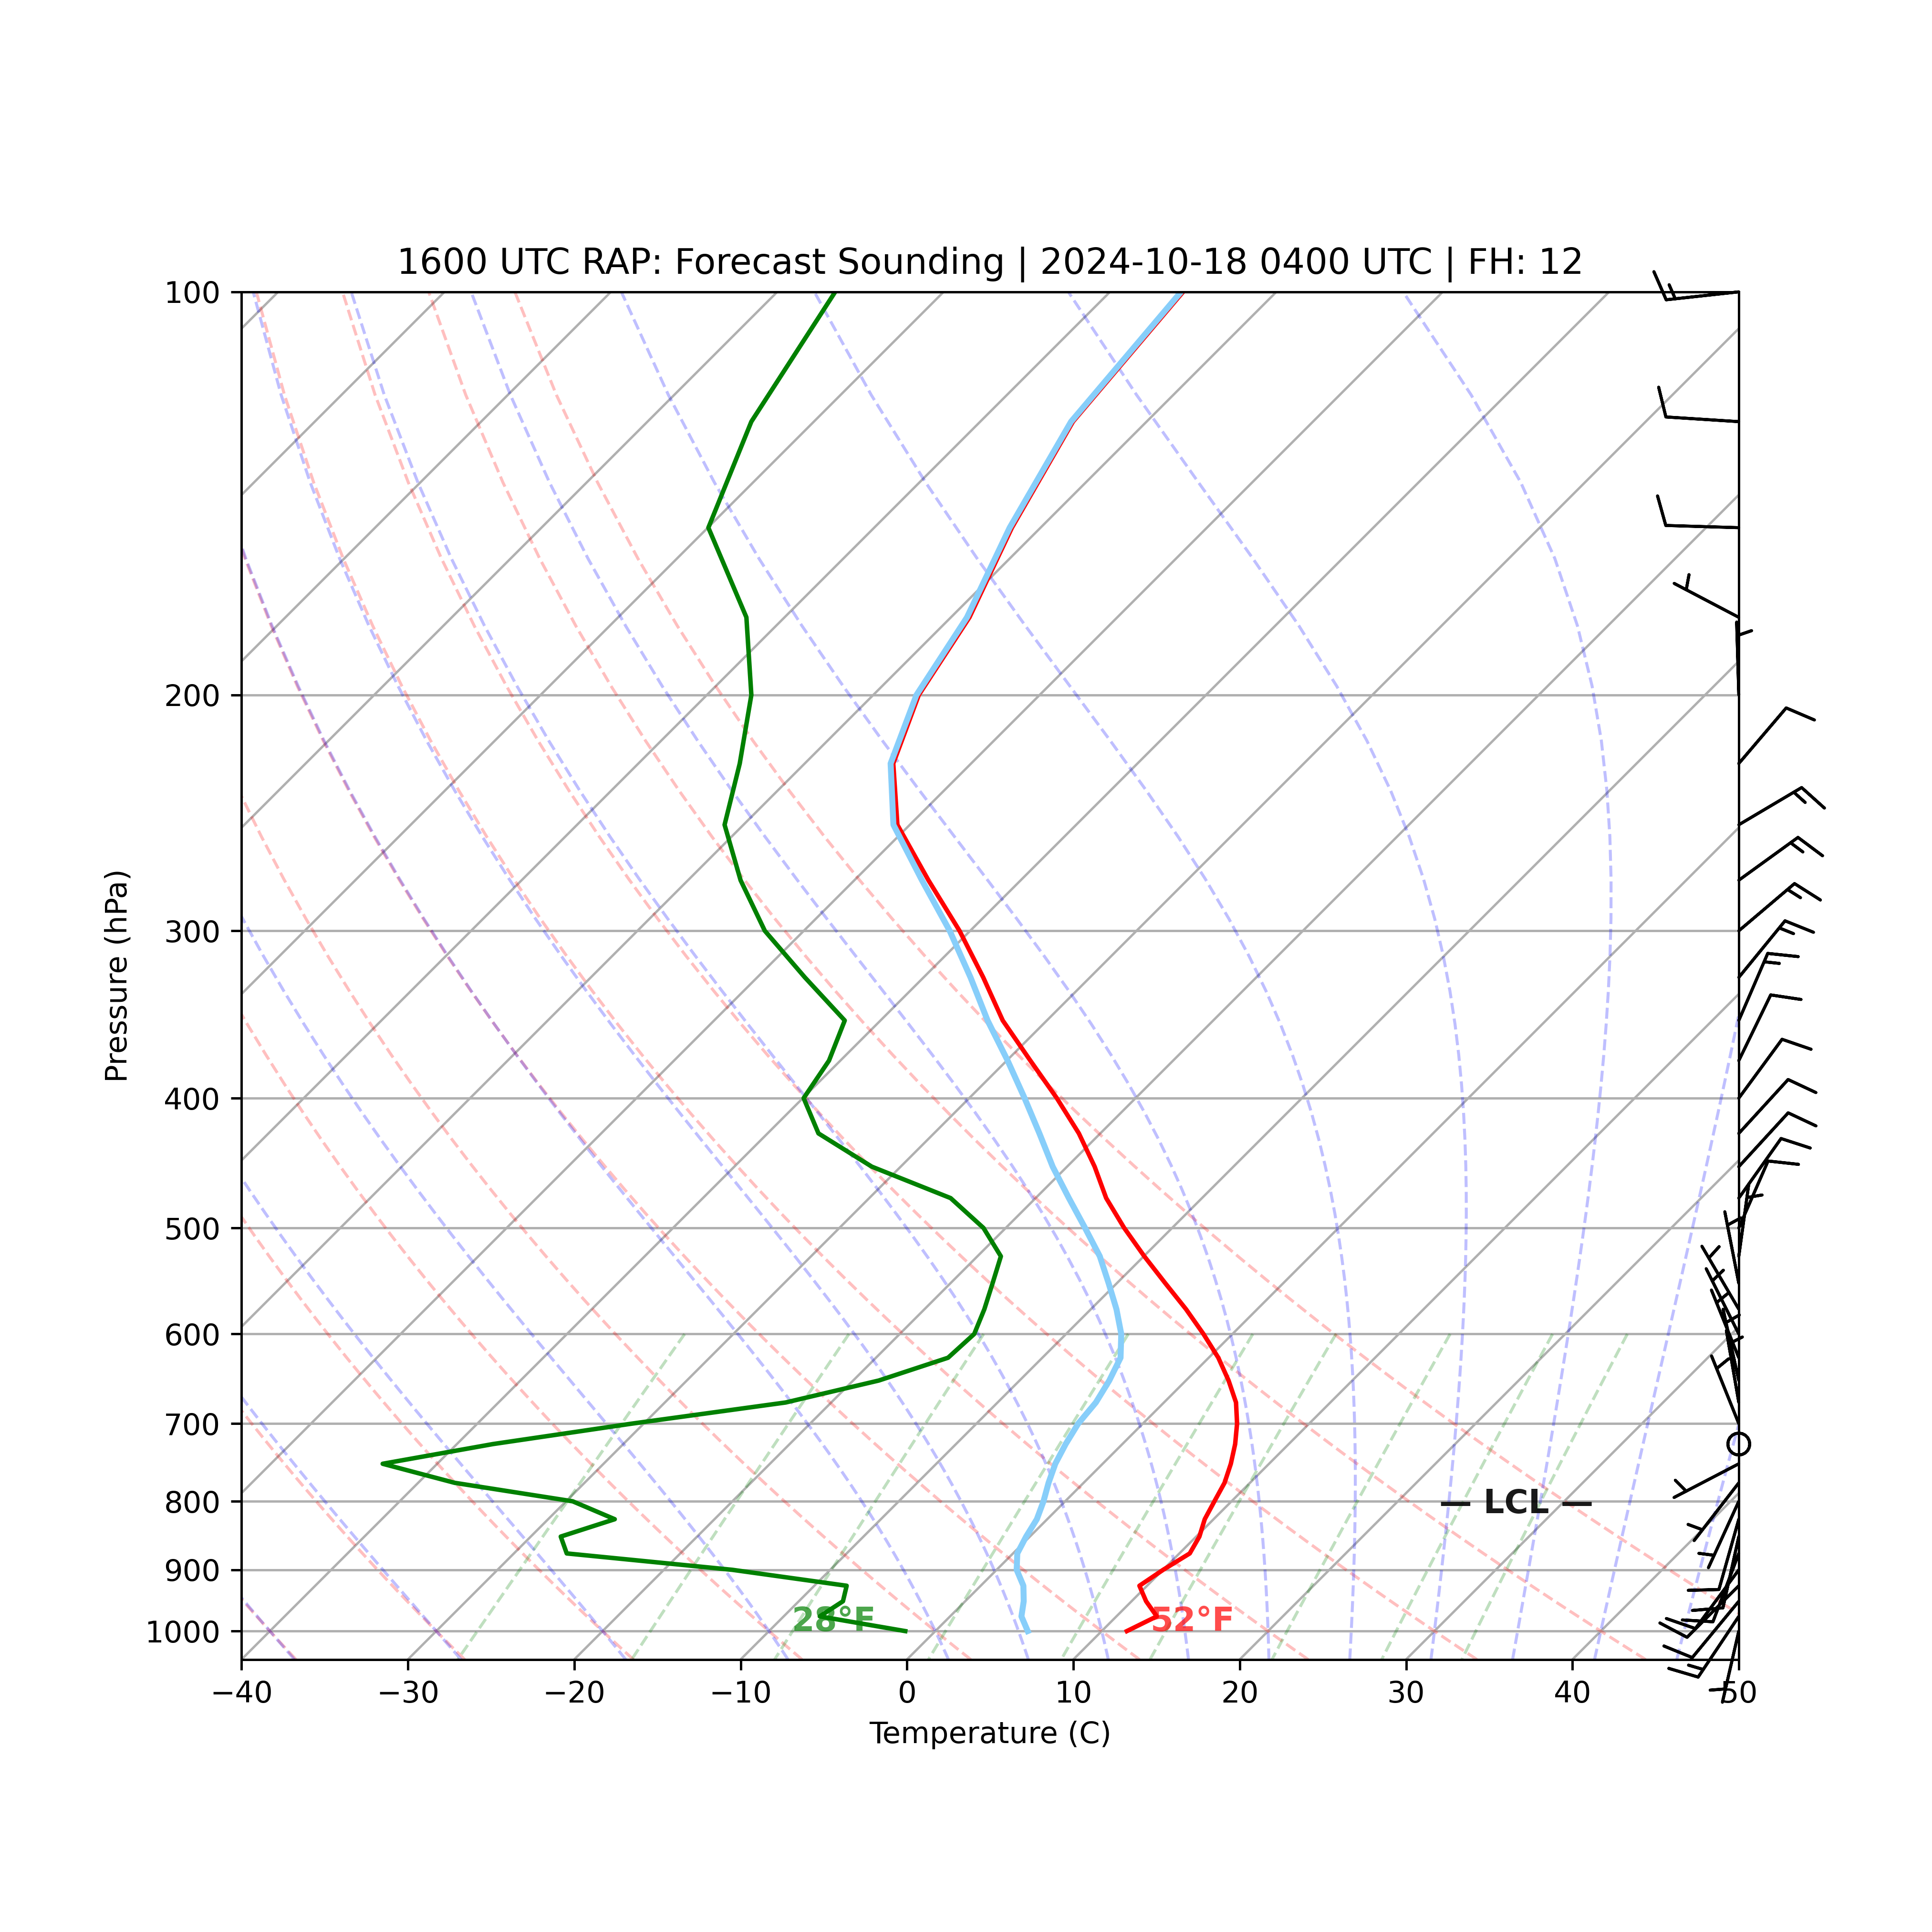 1600 UTC RAP: Forecast Sounding | 2024-10-18 0400 UTC | FH: 12
100
200
300
400
500
600
700
800
900
1000
Pressure (hPa)
— LCL —
28°F
52°F
−40 −30 −20 −10 0 10 20 30 40 50
Temperature (C)